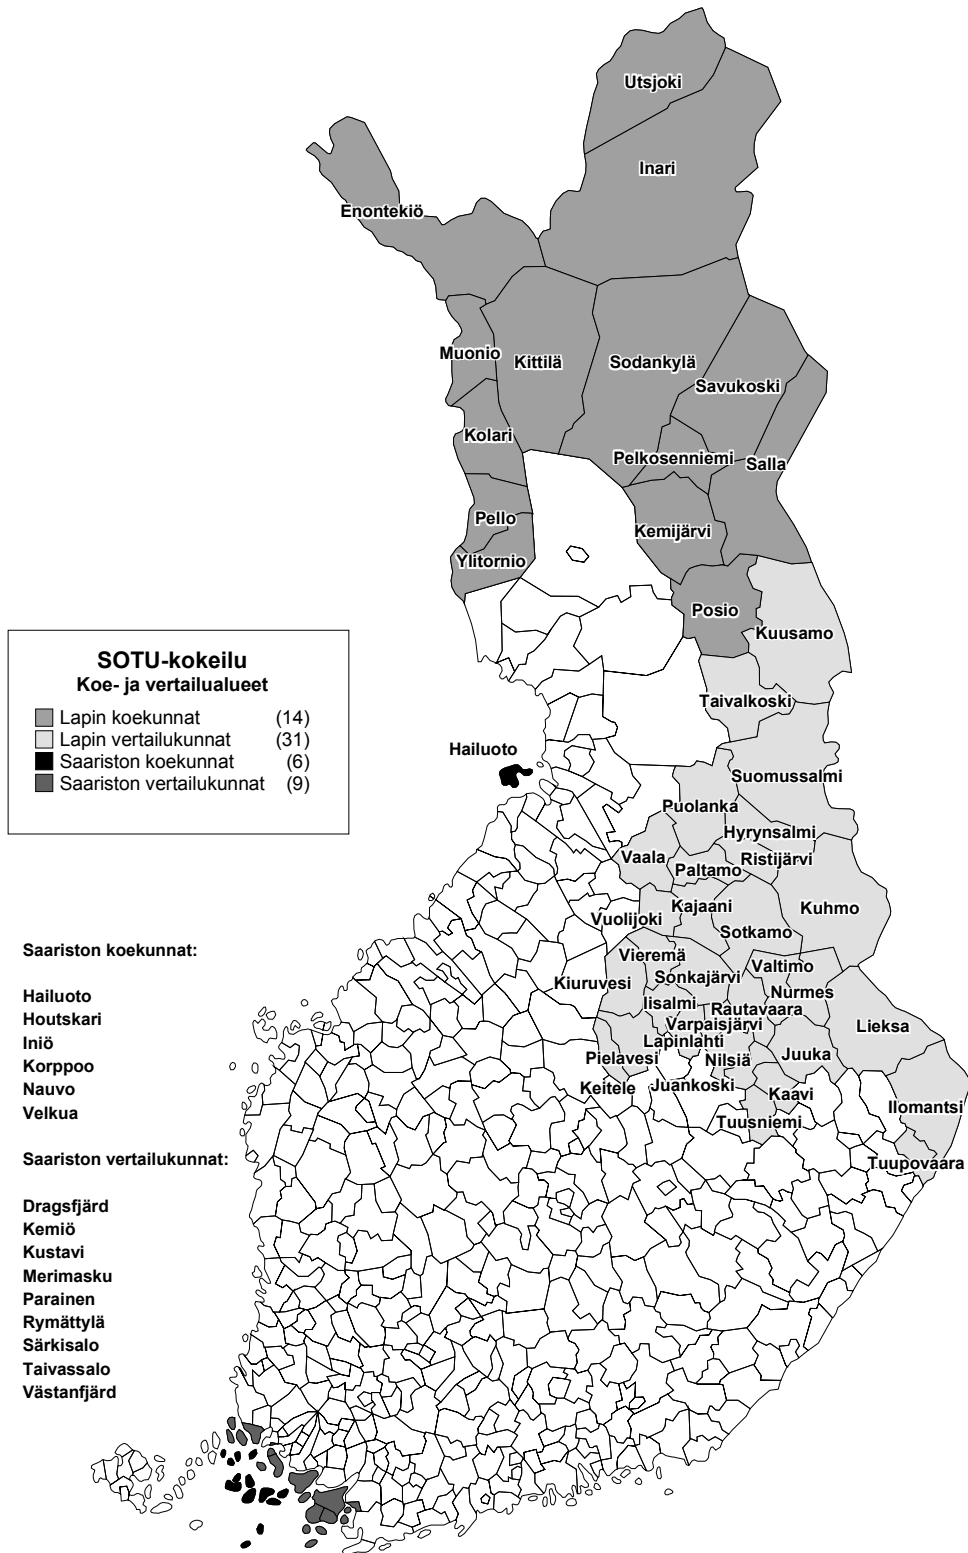 Utsjoki
Inari
Enontekiö
Muonio
Kittilä
Sodankylä
Savukoski
Kolari
Pelkosenniemi
Salla
Pello
Kemijärvi
Ylitornio
Posio
Kuusamo
SOTU-kokeilu
Koe- ja vertailualueet
Lapin koekunnat (14)
Lapin vertailukunnat (31)
Saariston koekunnat (6)
Saariston vertailukunnat (9)
Taivalkoski
Hailuoto
Suomussalmi
Puolanka
Hyrynsalmi
Vaala
Ristijärvi
Paltamo
Kajaani
Kuhmo
Vuolijoki
Sotkamo
Vieremä
Valtimo
Sonkajärvi
Kiuruvesi
Nurmes
Iisalmi
Rautavaara
Varpaisjärvi
Lieksa
Lapinlahti
Pielavesi
Nilsiä
Juuka
Keitele
Juankoski
Kaavi
Ilomantsi
Tuusniemi
Tuupovaara
Saariston koekunnat:
Hailuoto
Houtskari
Iniö
Korppoo
Nauvo
Velkua
Saariston vertailukunnat:
Dragsfjärd
Kemiö
Kustavi
Merimasku
Parainen
Rymättylä
Särkisalo
Taivassalo
Västanfjärd